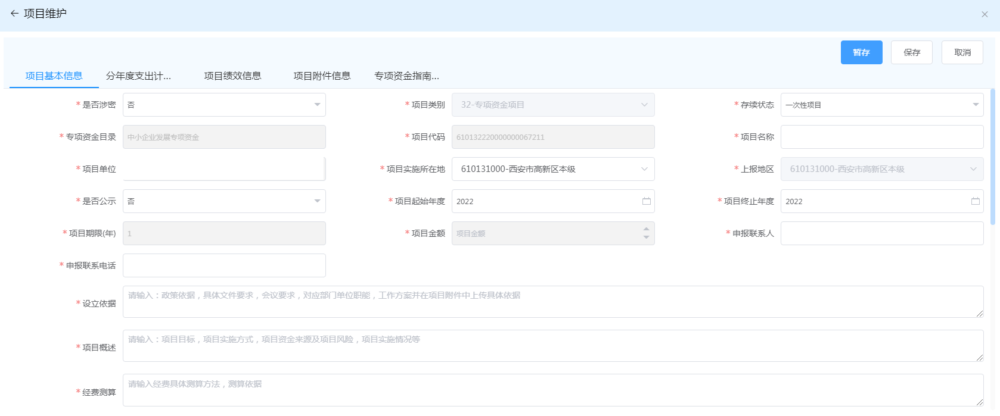 项目维护
暂存 保存 取消
项目基本信息 分年度支出计... 项目绩效信息 项目附件信息 专项资金指南...
* 是否涉密 否 * 项目类别 32-专项资金项目 * 存续状态 一次性项目
* 专项资金目录 中小企业发展专项资金 * 项目代码 610132220000000067211 * 项目名称
* 项目单位 * 项目实施所在地 610131000-西安市高新区本级 * 上报地区 610131000-西安市高新区本级
* 是否公示 否 * 项目起始年度 2022 * 项目终止年度 2022
* 项目期限(年) 1 * 项目金额 项目金额 * 申报联系人
* 申报联系电话
* 设立依据 请输入：政策依据，具体文件要求，会议要求，对应部门单位职能，工作方案并在项目附件中上传具体依据
* 项目概述 请输入：项目目标，项目实施方式，项目资金来源及项目风险，项目实施情况等
* 经费测算 请输入经费具体测算方法，测算依据